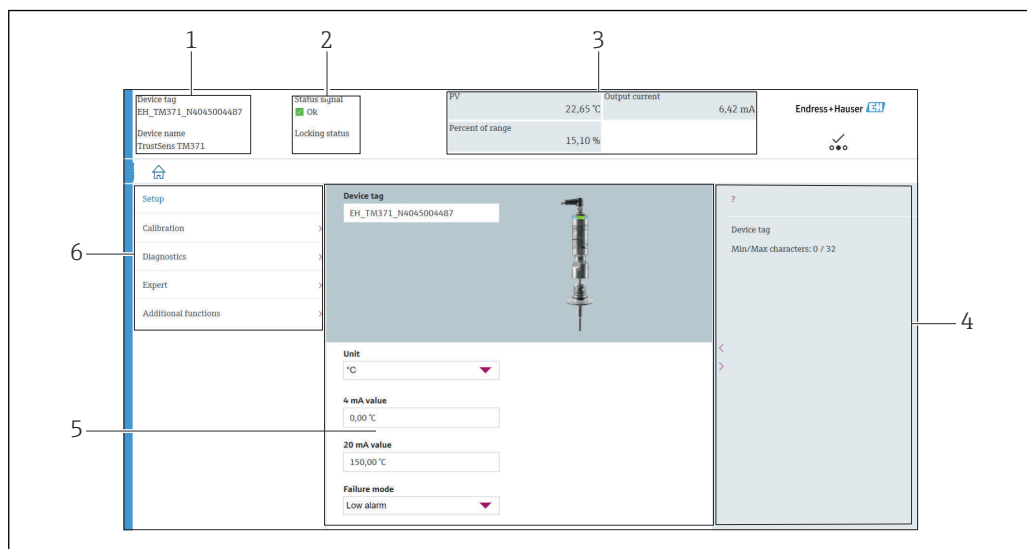 1
2
3
Device tag
EH_TM371_N4045004487
Device name
TrustSens TM371
Status signal
Ok
Locking status
PV
22,65 °C
Output current
6,42 mA
Percent of range
15,10 %
Endress+Hauser EH
Setup
Calibration
Diagnostics
Expert
Additional functions
6
Device tag
EH_TM371_N4045004487
Unit
°C
4 mA value
0,00 °C
5
20 mA value
150,00 °C
Failure mode
Low alarm
?
Device tag
Min/Max characters: 0 / 32
4